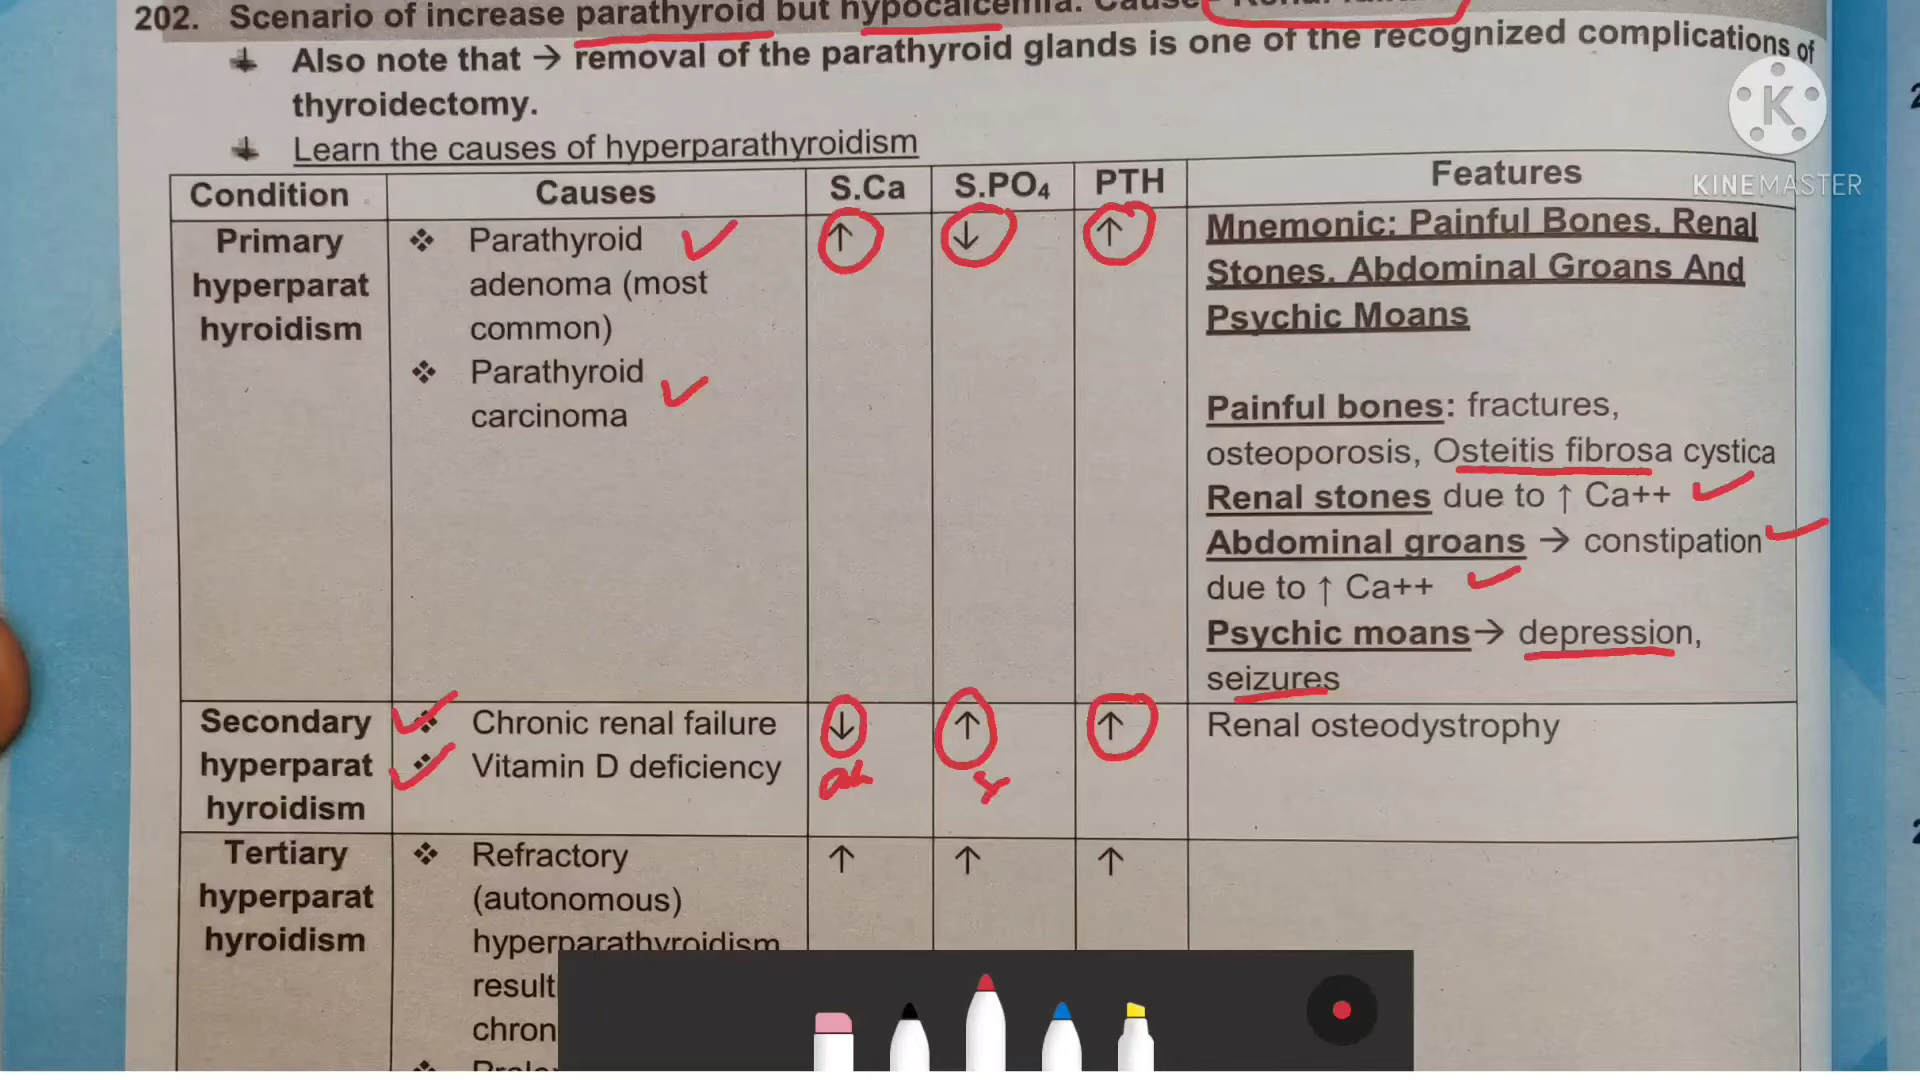 202. Scenario of increase parathyroid but hypocalcemia. Cause
Also note that → removal of the parathyroid glands is one of the recognized complications of
thyroidectomy.
Learn the causes of hyperparathyroidism
KINEMASTER
Condition Causes S.Ca S.PO4 PTH Features
Primary
hyperparat
hyroidism
❖ Parathyroid
adenoma (most
common)
❖ Parathyroid
carcinoma
↑ ↓ ↑
Mnemonic: Painful Bones, Renal
Stones, Abdominal Groans And
Psychic Moans
Painful bones: fractures,
osteoporosis, Osteitis fibrosa cystica
Renal stones due to ↑ Ca++
Abdominal groans → constipation
due to ↑ Ca++
Psychic moans→ depression,
seizures
Secondary
hyperparat
hyroidism
❖ Chronic renal failure
❖ Vitamin D deficiency
↓ ↑ ↑
Renal osteodystrophy
Tertiary
hyperparat
hyroidism
❖ Refractory
(autonomous)
hyperparathyroidism
result
chron
↑ ↑ ↑